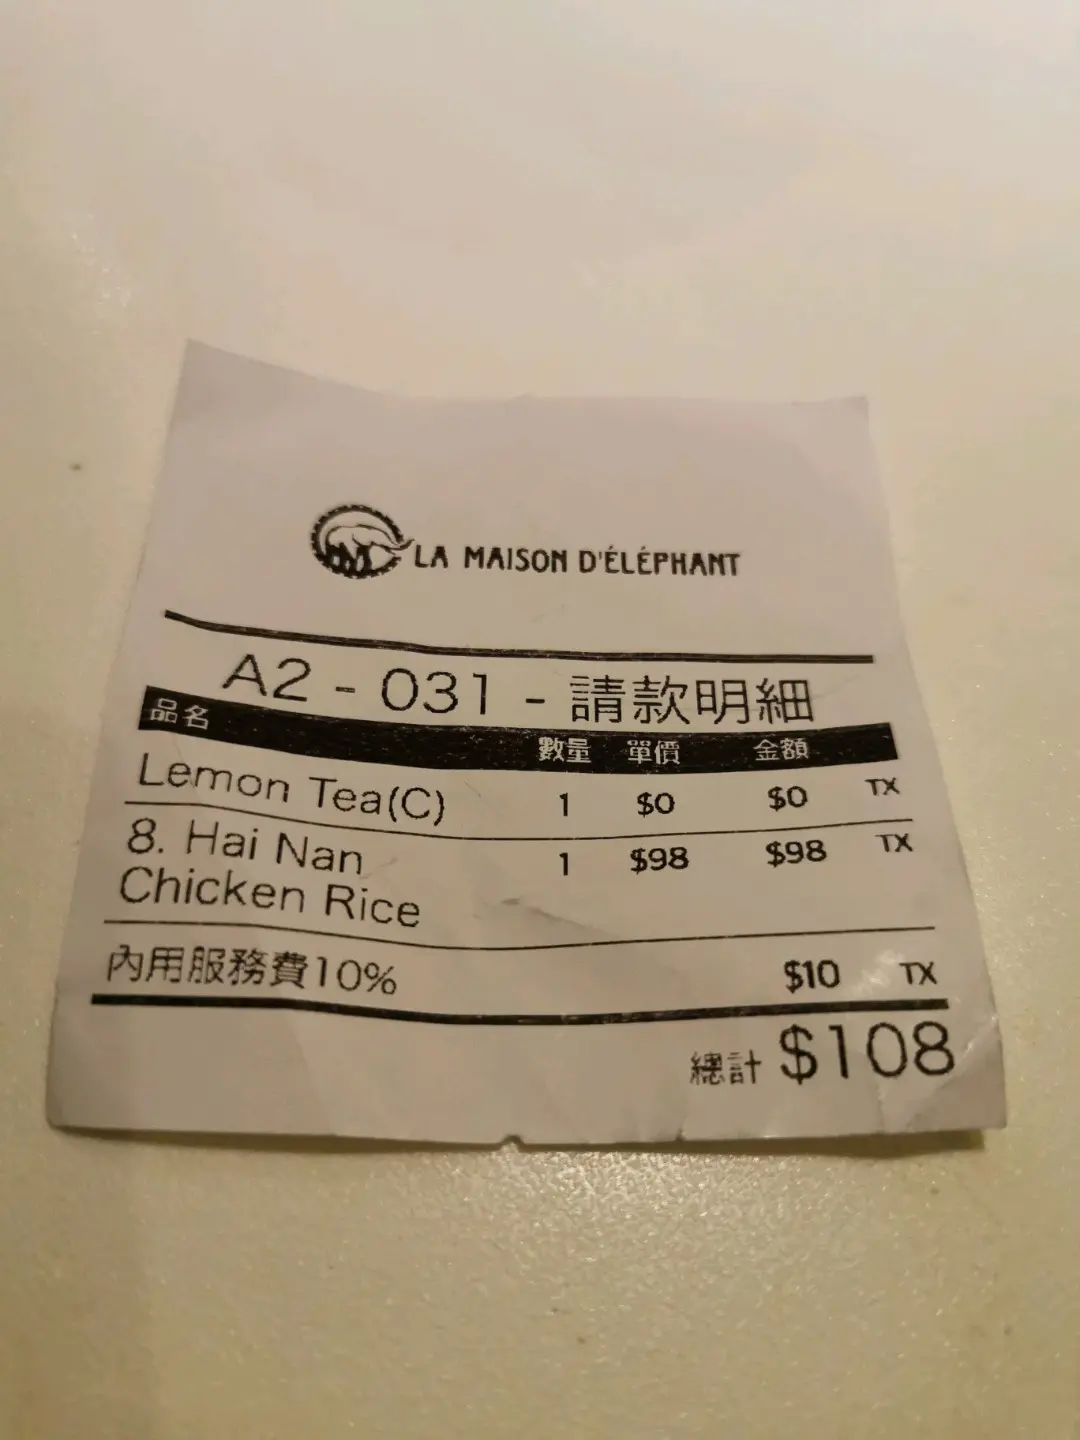 LA MAISON D'ÉLÉPHANT
A2 - 031 - 請款明細
品名 數量 單價 金額
Lemon Tea(C) 1 $0 $0 TX
8. Hai Nan Chicken Rice 1 $98 $98 TX
內用服務費10% $10 TX
總計 $108